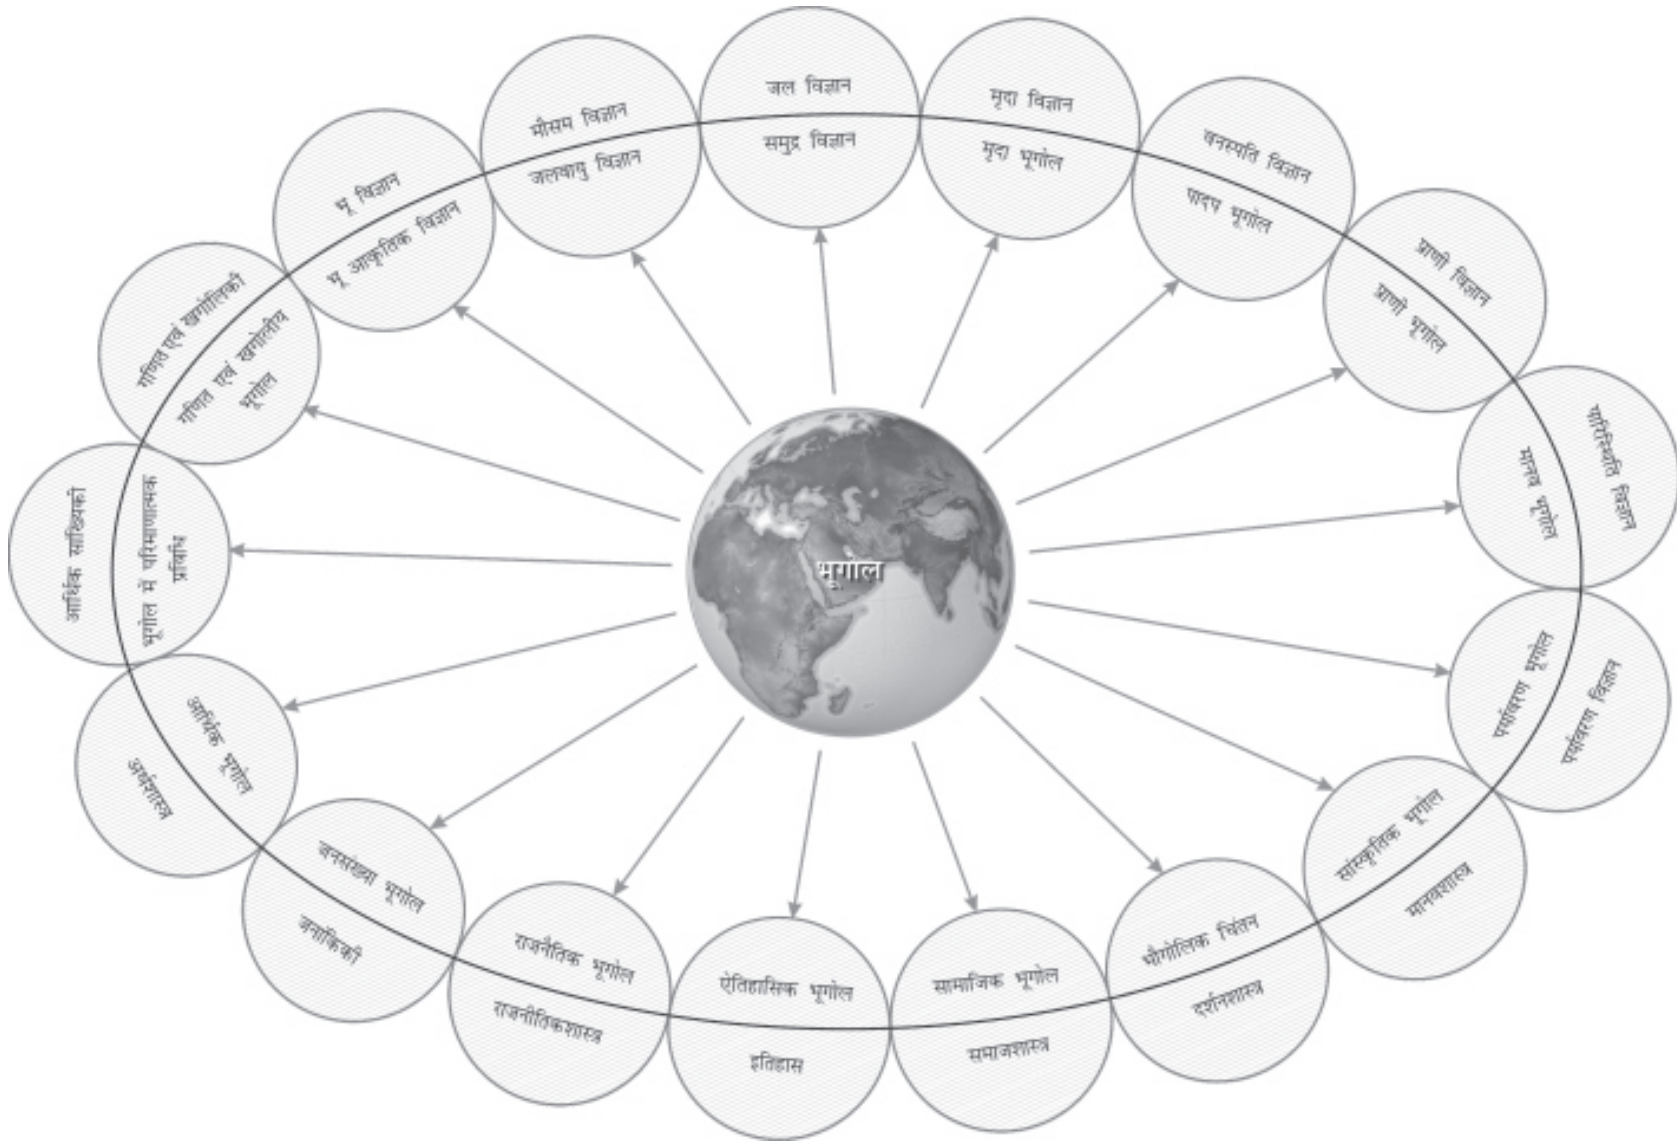 जल विज्ञान
समुद्र विज्ञान
मृदा विज्ञान
मृदा भूगोल
वनस्पति विज्ञान
पादप भूगोल
प्राणी विज्ञान
प्राणी भूगोल
पारिस्थिति विज्ञान
मानव भूगोल
पर्यावरण भूगोल
पर्यावरण विज्ञान
सांस्कृतिक भूगोल
मानवशास्त्र
भौगोलिक चिंतन
दर्शनशास्त्र
सामाजिक भूगोल
समाजशास्त्र
ऐतिहासिक भूगोल
इतिहास
राजनैतिक भूगोल
राजनीतिकशास्त्र
जनसंख्या भूगोल
जनांकिकी
आर्थिक भूगोल
अर्थशास्त्र
आर्थिक सांख्यिकी
भूगोल में परिमाणात्मक
प्रविधि
गणित एवं खगोलिकी
गणित एवं खगोलीय
भूगोल
भू विज्ञान
भू आकृतिक विज्ञान
मौसम विज्ञान
जलवायु विज्ञान
भूगोल